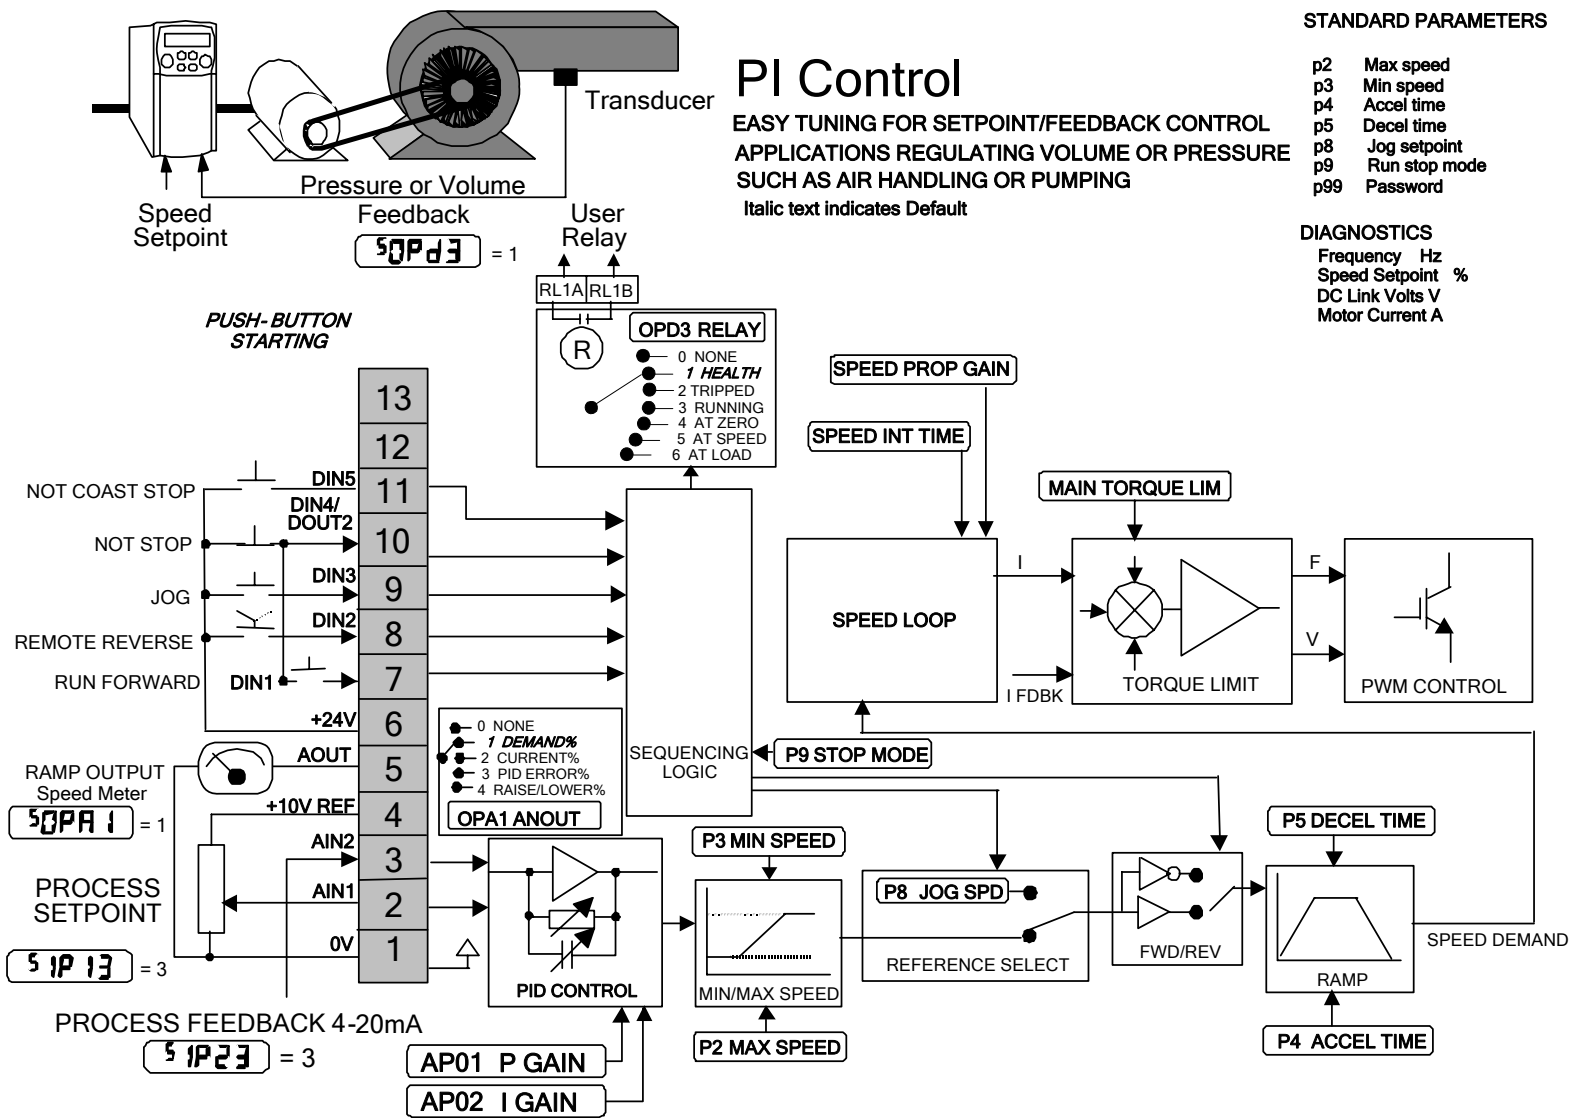 STANDARD PARAMETERS
p2 Max speed
p3 Min speed
p4 Accel time
p5 Decel time
p8 Jog setpoint
p9 Run stop mode
p99 Password
DIAGNOSTICS
Frequency Hz
Speed Setpoint %
DC Link Volts V
Motor Current A
PI Control
EASY TUNING FOR SETPOINT/FEEDBACK CONTROL
APPLICATIONS REGULATING VOLUME OR PRESSURE
SUCH AS AIR HANDLING OR PUMPING
Italic text indicates Default
Transducer
Pressure or Volume
Feedback
Speed
Setpoint
SOPd3 = 1
User
Relay
RL1A RL1B
R
OPD3 RELAY
0 NONE
1 HEALTH
2 TRIPPED
3 RUNNING
4 AT ZERO
5 AT SPEED
6 AT LOAD
PUSH-BUTTON
STARTING
13
12
NOT COAST STOP DIN5 11
DIN4/
DOUT2
NOT STOP 10
JOG DIN3 9
REMOTE REVERSE DIN2 8
RUN FORWARD DIN1 7
+24V 6
AOUT 5
RAMP OUTPUT
Speed Meter
SOPA1 = 1
+10V REF 4
AIN2 3
PROCESS
SETPOINT
AIN1 2
0V 1
SIP13 = 3
PROCESS FEEDBACK 4-20mA
SIP23 = 3
0 NONE
1 DEMAND%
2 CURRENT%
3 PID ERROR%
4 RAISE/LOWER%
OPA1 ANOUT
SEQUENCING
LOGIC
P9 STOP MODE
SPEED PROP GAIN
SPEED INT TIME
MAIN TORQUE LIM
SPEED LOOP
I
I FDBK
TORQUE LIMIT
F
V
PWM CONTROL
PID CONTROL
AP01 P GAIN
AP02 I GAIN
P3 MIN SPEED
MIN/MAX SPEED
P2 MAX SPEED
P8 JOG SPD
REFERENCE SELECT
FWD/REV
P5 DECEL TIME
RAMP
P4 ACCEL TIME
SPEED DEMAND